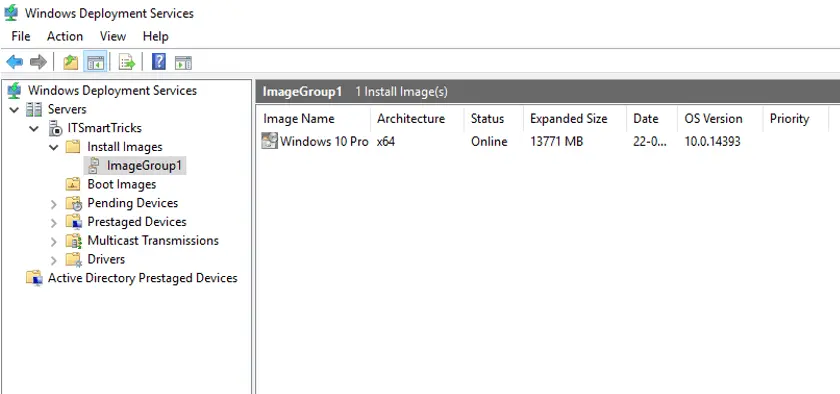 Windows Deployment Services
File Action View Help
Windows Deployment Services
Servers
ITSmartTricks
Install Images
ImageGroup1
Boot Images
Pending Devices
Prestaged Devices
Multicast Transmissions
Drivers
Active Directory Prestaged Devices
ImageGroup1 1 Install Image(s)
Image Name Architecture Status Expanded Size Date OS Version Priority
Windows 10 Pro x64 Online 13771 MB 22-0... 10.0.14393